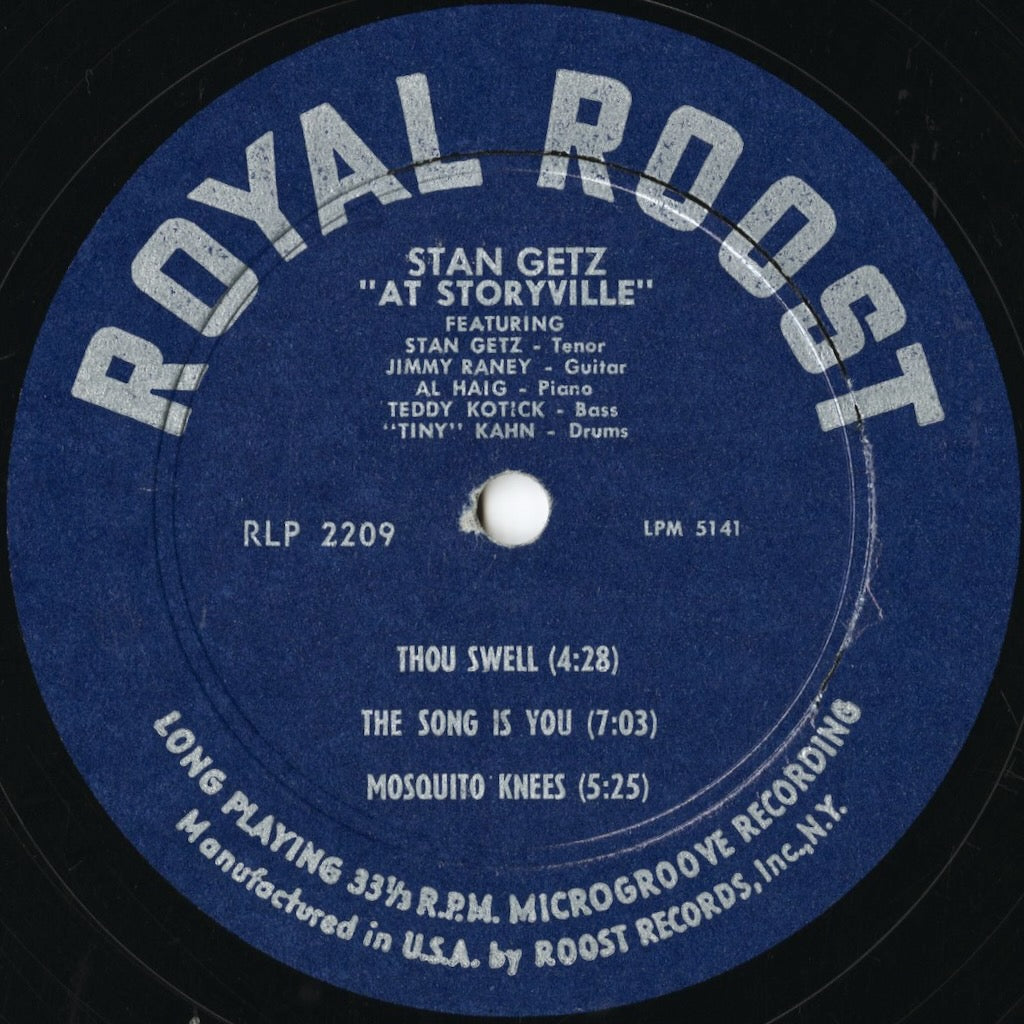 ROYAL ROOST
STAN GETZ
"AT STORYVILLE"
FEATURING
STAN GETZ - Tenor
JIMMY RANEY - Guitar
AL HAIG - Piano
TEDDY KOTICK - Bass
"TINY" KAHN - Drums
RLP 2209
LPM 5141
THOU SWELL (4:28)
THE SONG IS YOU (7:03)
MOSQUITO KNEES (5:25)
LONG PLAYING 33⅓ R.P.M. MICROGROOVE RECORDING
Manufactured in U.S.A. by ROOST RECORDS, Inc., N.Y.